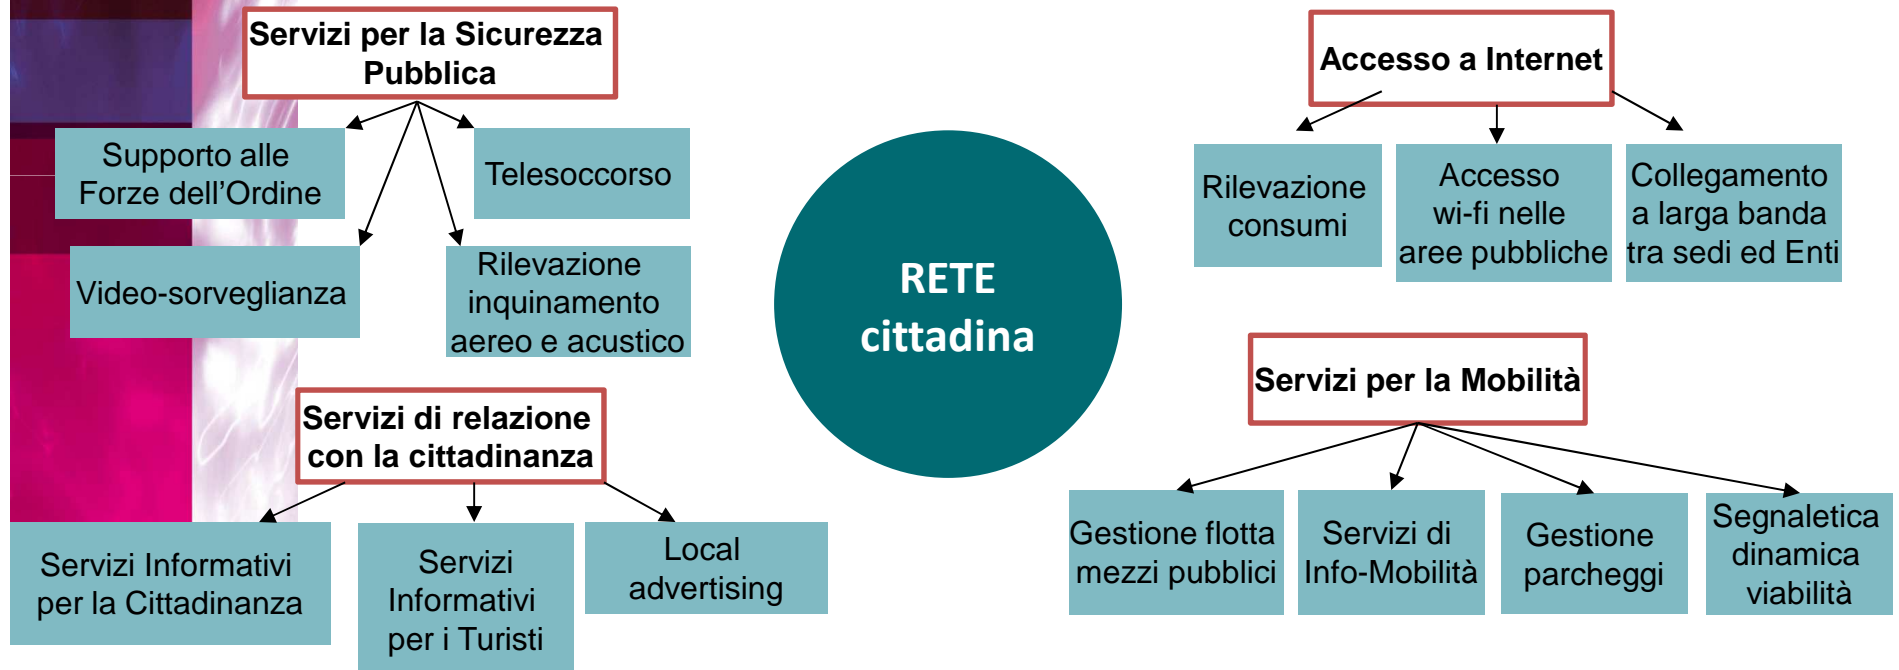 Servizi per la Sicurezza
Pubblica
Supporto alle
Forze dell’Ordine
Telesoccorso
Video-sorveglianza
Rilevazione
inquinamento
aereo e acustico
Servizi di relazione
con la cittadinanza
Servizi Informativi
per la Cittadinanza
Servizi
Informativi
per i Turisti
Local
advertising
RETE
cittadina
Accesso a Internet
Rilevazione
consumi
Accesso
wi-fi nelle
aree pubbliche
Collegamento
a larga banda
tra sedi ed Enti
Servizi per la Mobilità
Gestione flotta
mezzi pubblici
Servizi di
Info-Mobilità
Gestione
parcheggi
Segnaletica
dinamica
viabilità